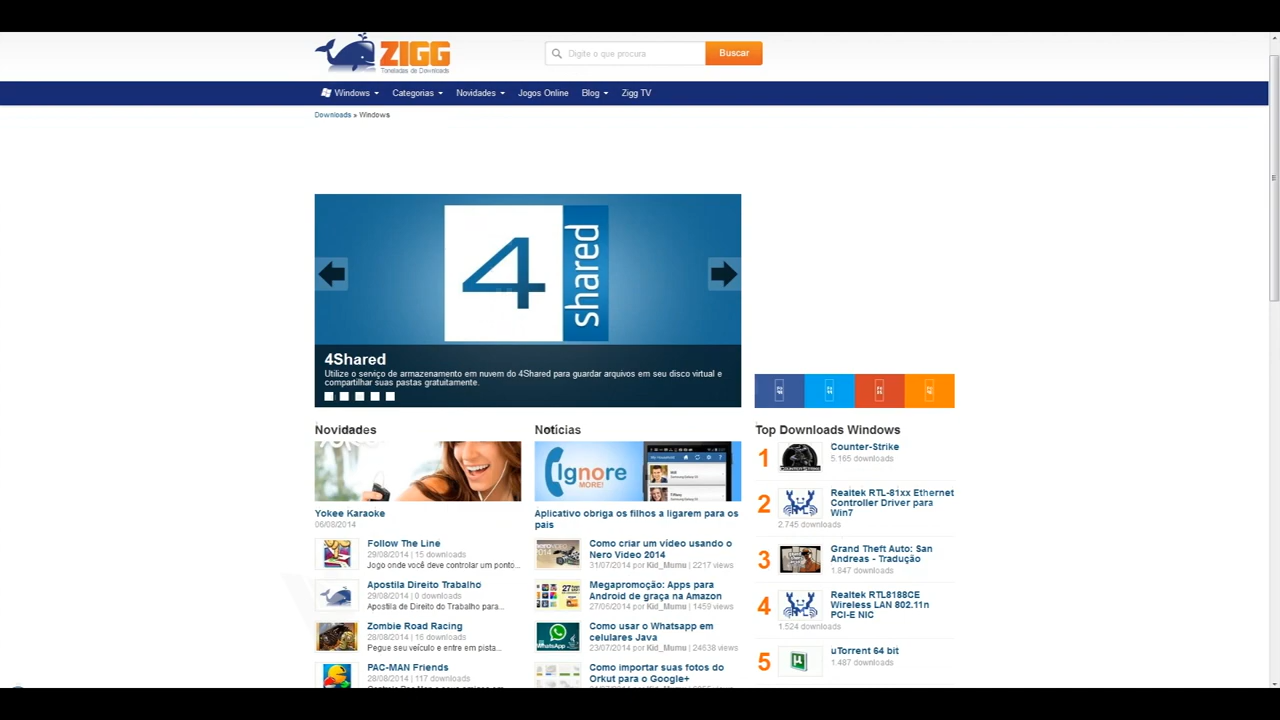 ZIGG
Toneladas de Downloads
Digite o que procura
Buscar
Windows
Categorias
Novidades
Jogos Online
Blog
Zigg TV
Downloads » Windows
4 shared
4Shared
Utilize o serviço de armazenamento em nuvem do 4Shared para guardar arquivos em seu disco virtual e
compartilhar suas pastas gratuitamente.
Novidades
Yokee Karaoke
06/08/2014
Follow The Line
29/08/2014 | 15 downloads
Jogo onde você deve controlar um ponto...
Apostila Direito Trabalho
29/08/2014 | 0 downloads
Apostila de Direito do Trabalho para...
Zombie Road Racing
28/08/2014 | 16 downloads
Pegue seu veículo e entre em pista...
PAC-MAN Friends
28/08/2014 | 117 downloads
Notícias
Ignore
MORE!
Aplicativo obriga os filhos a ligarem para os
pais
Como criar um vídeo usando o
Nero Video 2014
31/07/2014 por Kid_Mumu | 2217 views
Megapromoção: Apps para
Android de graça na Amazon
27/06/2014 por Kid_Mumu | 1459 views
Como usar o Whatsapp em
celulares Java
23/07/2014 por Kid_Mumu | 24638 views
WhatsApp
Como importar suas fotos do
Orkut para o Google+
Top Downloads Windows
1
COUNTER-STRIKE
Counter-Strike
5.165 downloads
2
Realtek RTL-81xx Ethernet
Controller Driver para
Win7
2.745 downloads
3
Grand Theft Auto: San
Andreas - Tradução
1.847 downloads
4
Realtek RTL8188CE
Wireless LAN 802.11n
PCI-E NIC
1.524 downloads
5
uTorrent 64 bit
1.487 downloads